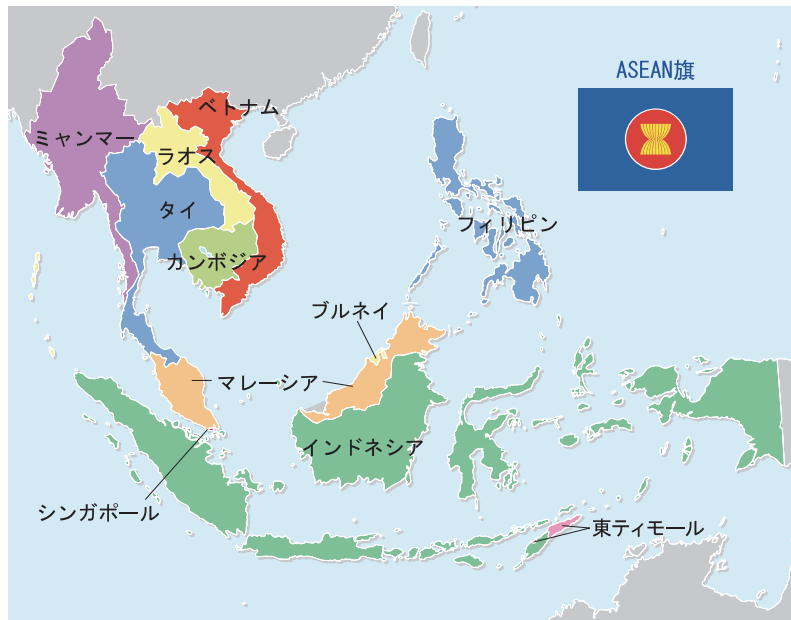 ASEAN旗
ベトナム
ミャンマー
ラオス
タイ
フィリピン
カンボジア
ブルネイ
マレーシア
インドネシア
シンガポール
東ティモール